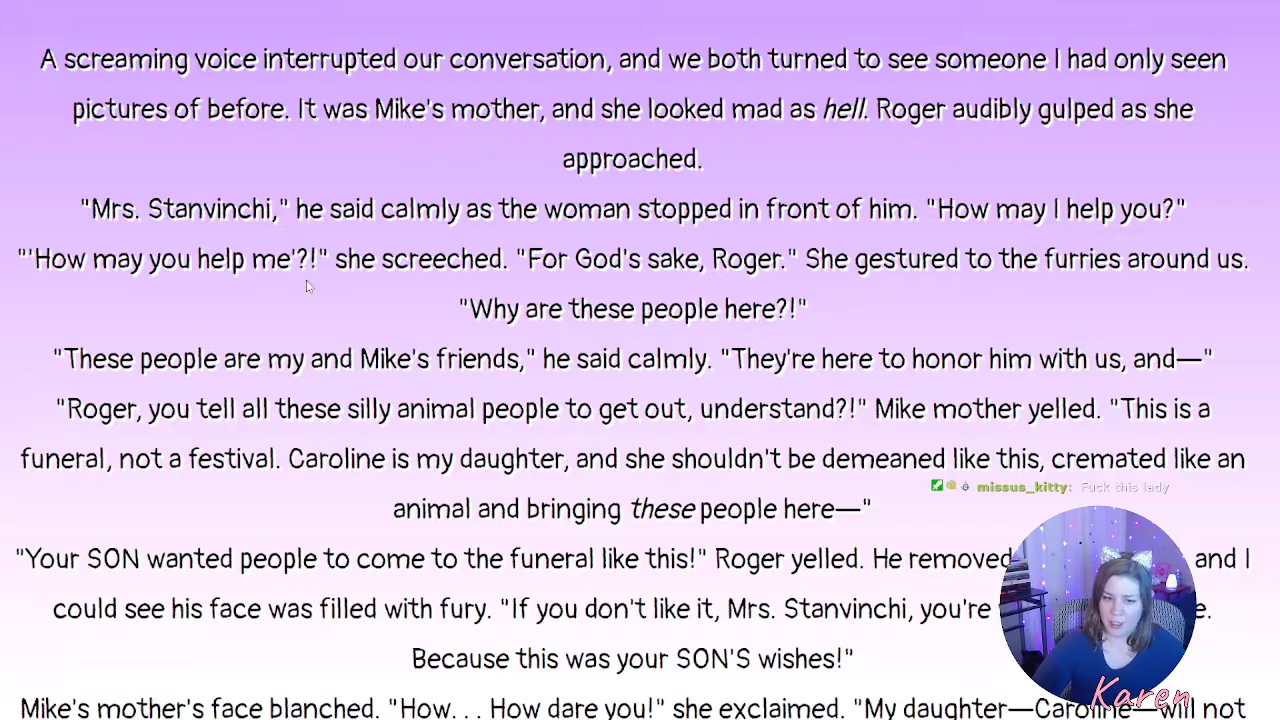 A screaming voice interrupted our conversation, and we both turned to see someone I had only seen
pictures of before. It was Mike's mother, and she looked mad as hell. Roger audibly gulped as she
approached.
"Mrs. Stanvinchi," he said calmly as the woman stopped in front of him. "How may I help you?"
"'How may you help me'?!" she screeched. "For God's sake, Roger." She gestured to the furries around us.
"Why are these people here?!"
"These people are my and Mike's friends," he said calmly. "They're here to honor him with us, and—"
"Roger, you tell all these silly animal people to get out, understand?!" Mike mother yelled. "This is a
funeral, not a festival. Caroline is my daughter, and she shouldn't be demeaned like this, cremated like an
missus_kitty: Fuck this lady
animal and bringing these people here—"
"Your SON wanted people to come to the funeral like this!" Roger yelled. He removed and I
could see his face was filled with fury. "If you don't like it, Mrs. Stanvinchi, you're
Because this was your SON'S wishes!"
Karen
Mike's mother's face blanched. "How. . . How dare you!" she exclaimed. "My daughter—Caroline—will not